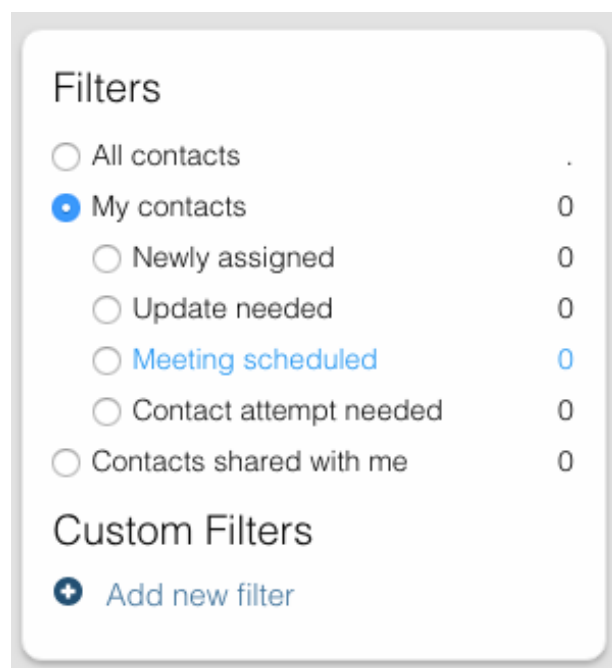 Filters
All contacts .
My contacts 0
Newly assigned 0
Update needed 0
Meeting scheduled 0
Contact attempt needed 0
Contacts shared with me 0
Custom Filters
Add new filter